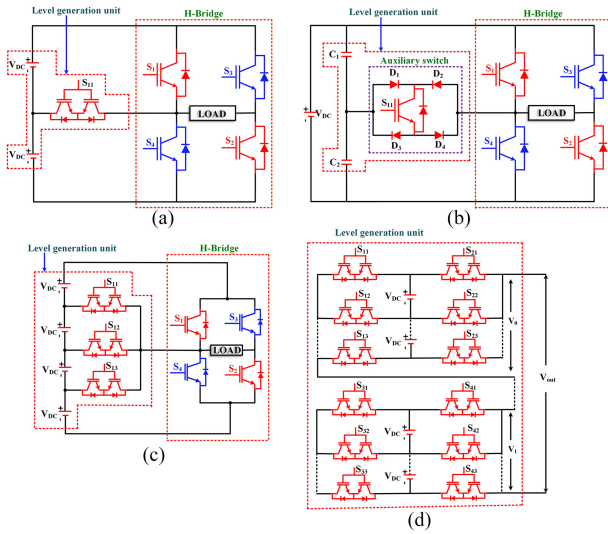 Level generation unit
H-Bridge
V_DC
S_11
S_1
S_3
LOAD
S_4
S_2
V_DC
(a)
Level generation unit
H-Bridge
C_1
Auxiliary switch
D_1
D_2
S_11
V_DC
D_3
D_4
C_2
S_1
S_3
LOAD
S_4
S_2
(b)
Level generation unit
H-Bridge
V_DC
S_11
V_DC
S_12
V_DC
S_13
V_DC
S_1
S_3
LOAD
S_4
S_2
(c)
Level generation unit
S_11
S_21
V_DC
S_12
S_22
V_DC
S_13
S_23
V_0
V_out
S_31
S_41
V_DC
S_32
S_42
V_1
V_DC
S_33
S_43
(d)